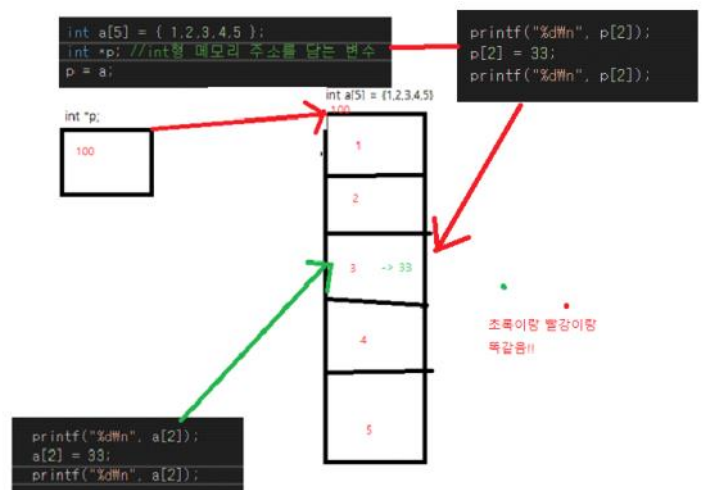 int a[5] = { 1,2,3,4,5 };
int *p; //int형 메모리 주소를 담는 변수
p = a;
printf("%d₩n", p[2]);
p[2] = 33;
printf("%d₩n", p[2]);
int a[5] = {1,2,3,4,5}
100
int *p;
100
1
2
3 -> 33
4
5
초록이랑 빨강이랑
똑같음!!
printf("%d₩n", a[2]);
a[2] = 33;
printf("%d₩n", a[2]);